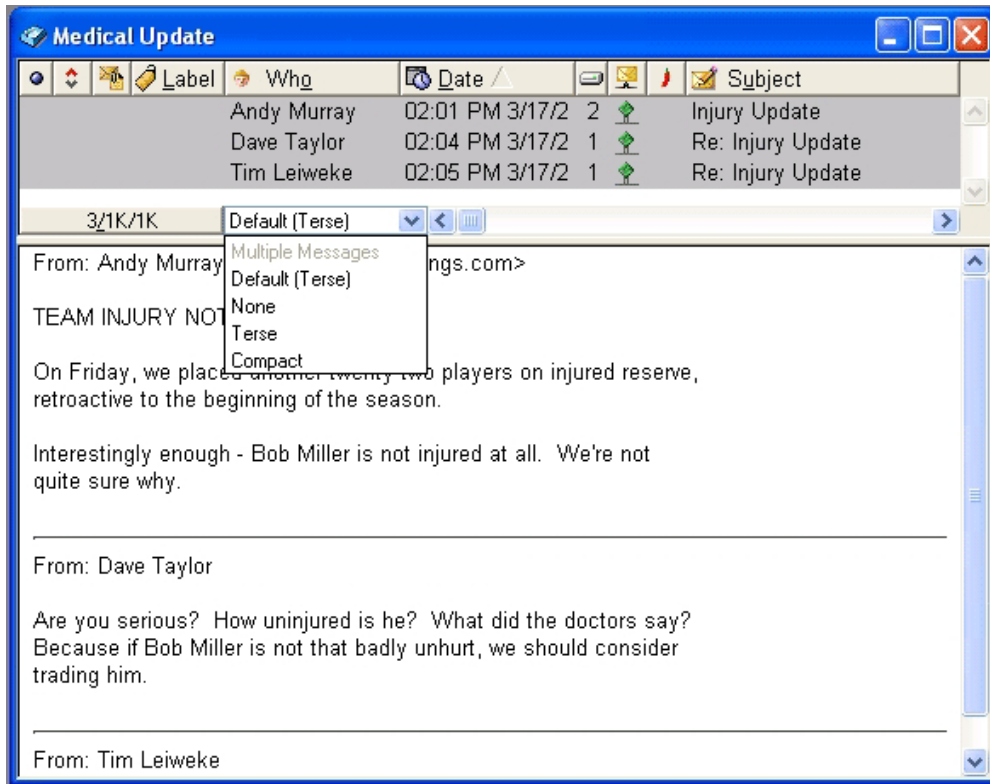 Medical Update
Label Who Date Subject
Andy Murray 02:01 PM 3/17/2 2 Injury Update
Dave Taylor 02:04 PM 3/17/2 1 Re: Injury Update
Tim Leiweke 02:05 PM 3/17/2 1 Re: Injury Update
3/1K/1K Default (Terse)
Multiple Messages
Default (Terse)
None
Terse
Compact
From: Andy Murray ngs.com>
TEAM INJURY
On Friday, we placed another twenty two players on injured reserve,
retroactive to the beginning of the season.
Interestingly enough - Bob Miller is not injured at all. We're not
quite sure why.
From: Dave Taylor
Are you serious? How uninjured is he? What did the doctors say?
Because if Bob Miller is not that badly unhurt, we should consider
trading him.
From: Tim Leiweke